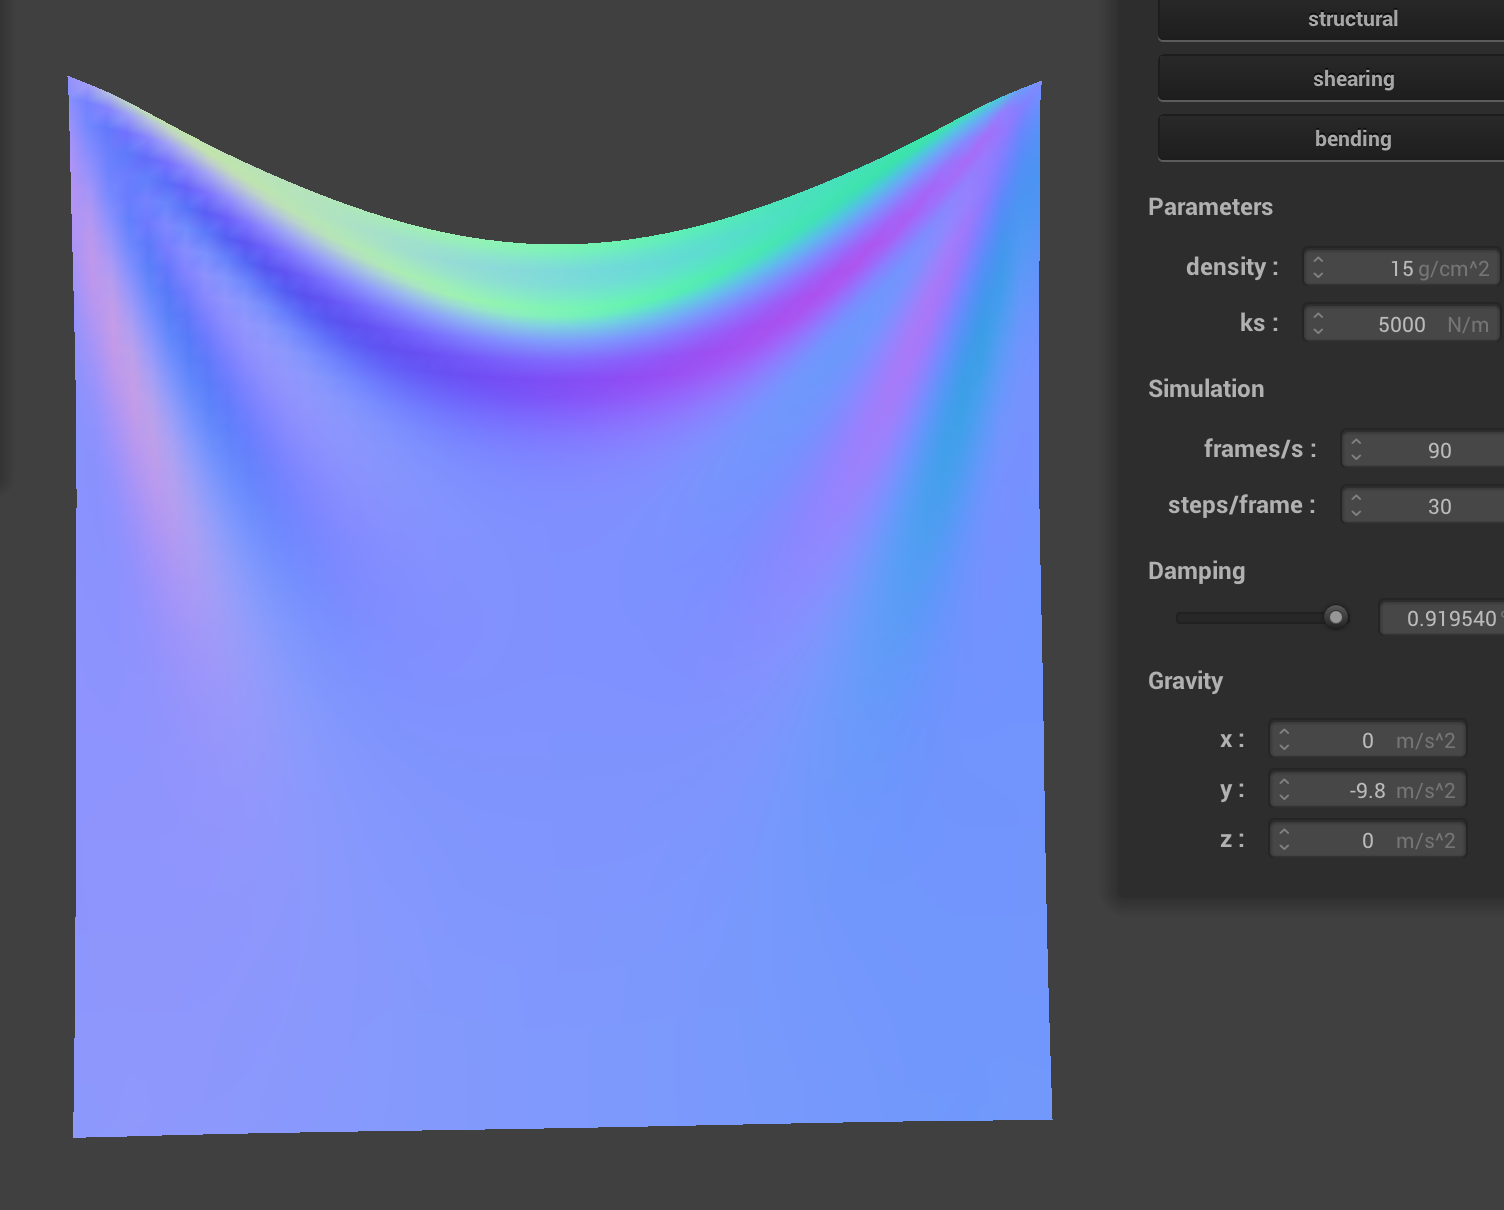 structural
shearing
bending
Parameters
density : 15 g/cm^2
ks : 5000 N/m
Simulation
frames/s : 90
steps/frame : 30
Damping
0.919540
Gravity
x : 0 m/s^2
y : -9.8 m/s^2
z : 0 m/s^2